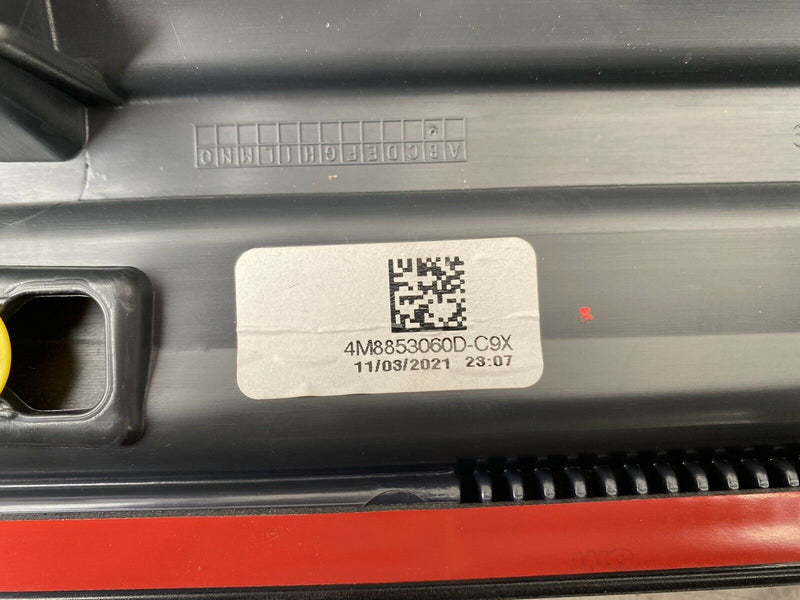 A B C D E F G H I L M N O
4M8853060D-C9X
11/03/2021 23:07